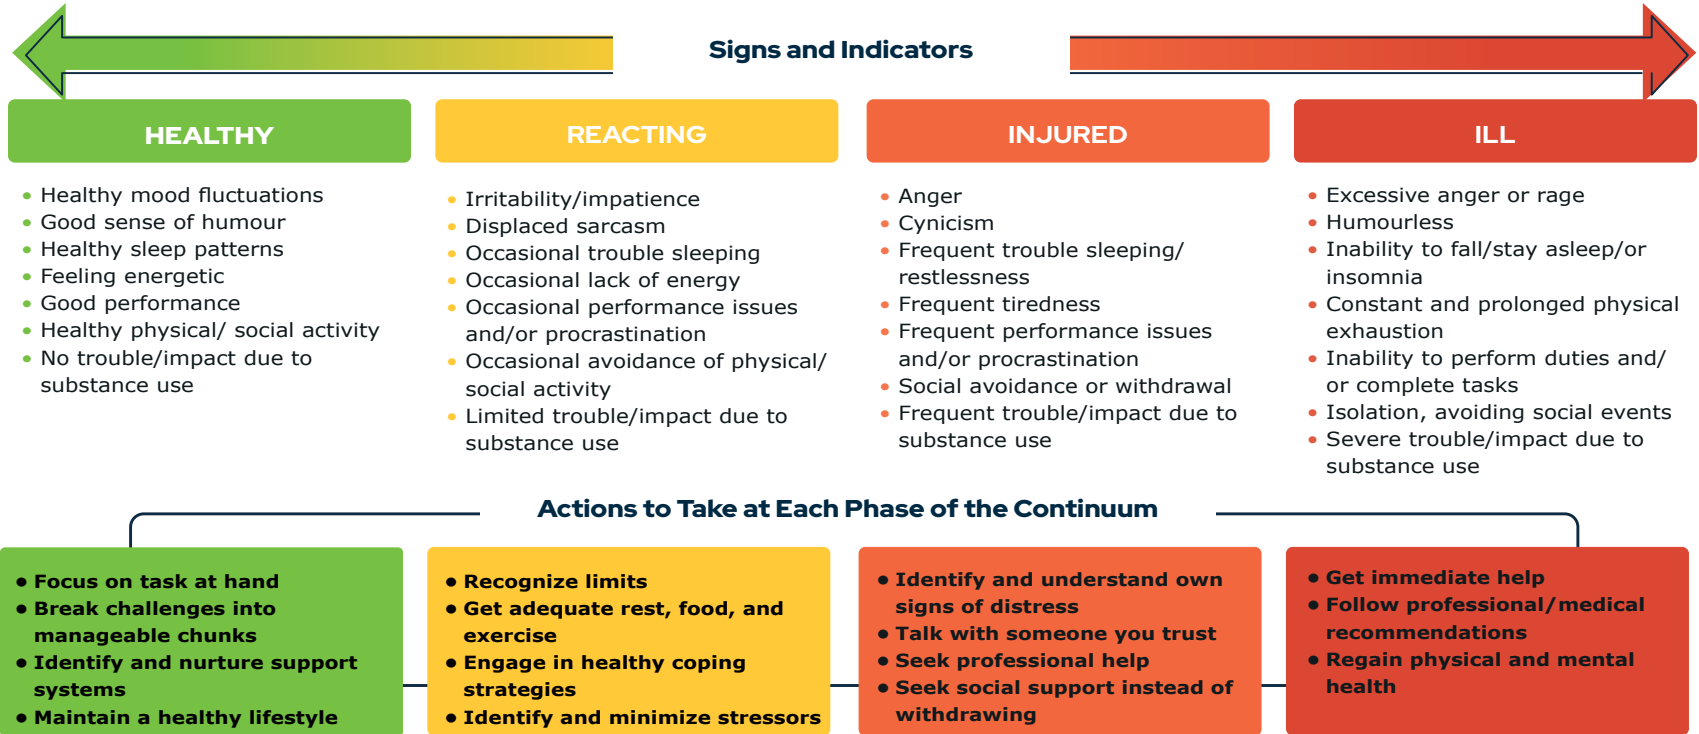 Signs and Indicators
HEALTHY
• Healthy mood fluctuations
• Good sense of humour
• Healthy sleep patterns
• Feeling energetic
• Good performance
• Healthy physical/ social activity
• No trouble/impact due to
substance use
REACTING
• Irritability/impatience
• Displaced sarcasm
• Occasional trouble sleeping
• Occasional lack of energy
• Occasional performance issues
and/or procrastination
• Occasional avoidance of physical/
social activity
• Limited trouble/impact due to
substance use
INJURED
• Anger
• Cynicism
• Frequent trouble sleeping/
restlessness
• Frequent tiredness
• Frequent performance issues
and/or procrastination
• Social avoidance or withdrawal
• Frequent trouble/impact due to
substance use
ILL
• Excessive anger or rage
• Humourless
• Inability to fall/stay asleep/or
insomnia
• Constant and prolonged physical
exhaustion
• Inability to perform duties and/
or complete tasks
• Isolation, avoiding social events
• Severe trouble/impact due to
substance use
Actions to Take at Each Phase of the Continuum
• Focus on task at hand
• Break challenges into
manageable chunks
• Identify and nurture support
systems
• Maintain a healthy lifestyle
• Recognize limits
• Get adequate rest, food, and
exercise
• Engage in healthy coping
strategies
• Identify and minimize stressors
• Identify and understand own
signs of distress
• Talk with someone you trust
• Seek professional help
• Seek social support instead of
withdrawing
• Get immediate help
• Follow professional/medical
recommendations
• Regain physical and mental
health